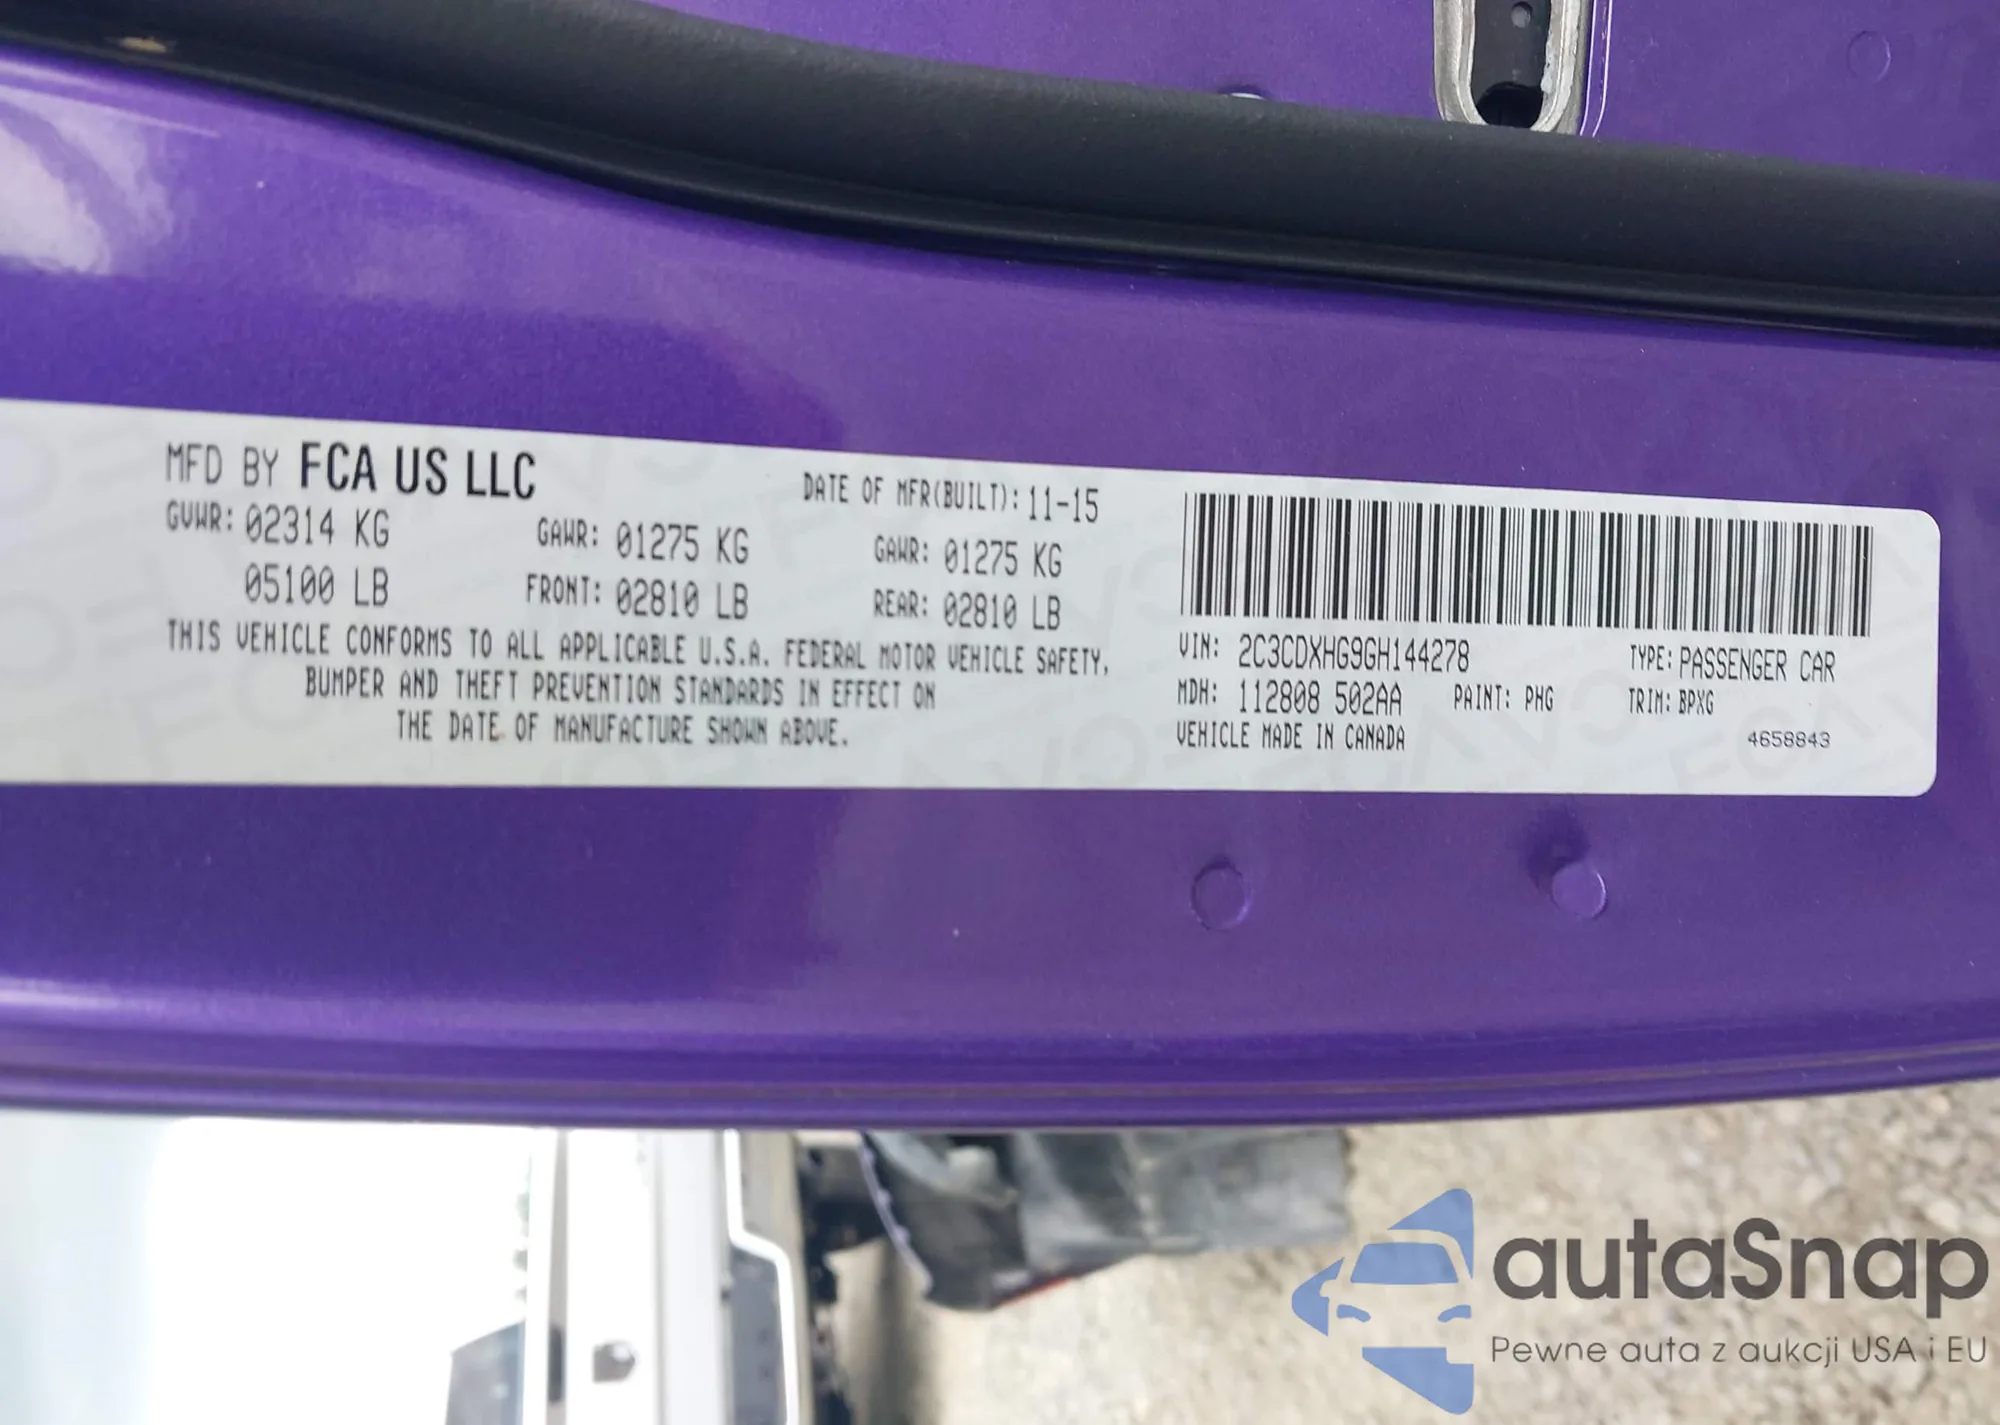 MFD BY FCA US LLC
DATE OF MFR(BUILT): 11-15
GVWR: 02314 KG
GAWR: 01275 KG
GAWR: 01275 KG
05100 LB
FRONT: 02810 LB
REAR: 02810 LB
THIS VEHICLE CONFORMS TO ALL APPLICABLE U.S.A. FEDERAL MOTOR VEHICLE SAFETY,
BUMPER AND THEFT PREVENTION STANDARDS IN EFFECT ON
THE DATE OF MANUFACTURE SHOWN ABOVE.
VIN: 2C3CDXHG9GH144278
TYPE: PASSENGER CAR
MDH: 112808 502AA
PAINT: PHG
TRIM: BPXG
VEHICLE MADE IN CANADA
4658843
autaSnap
Pewne auta z aukcji USA i EU